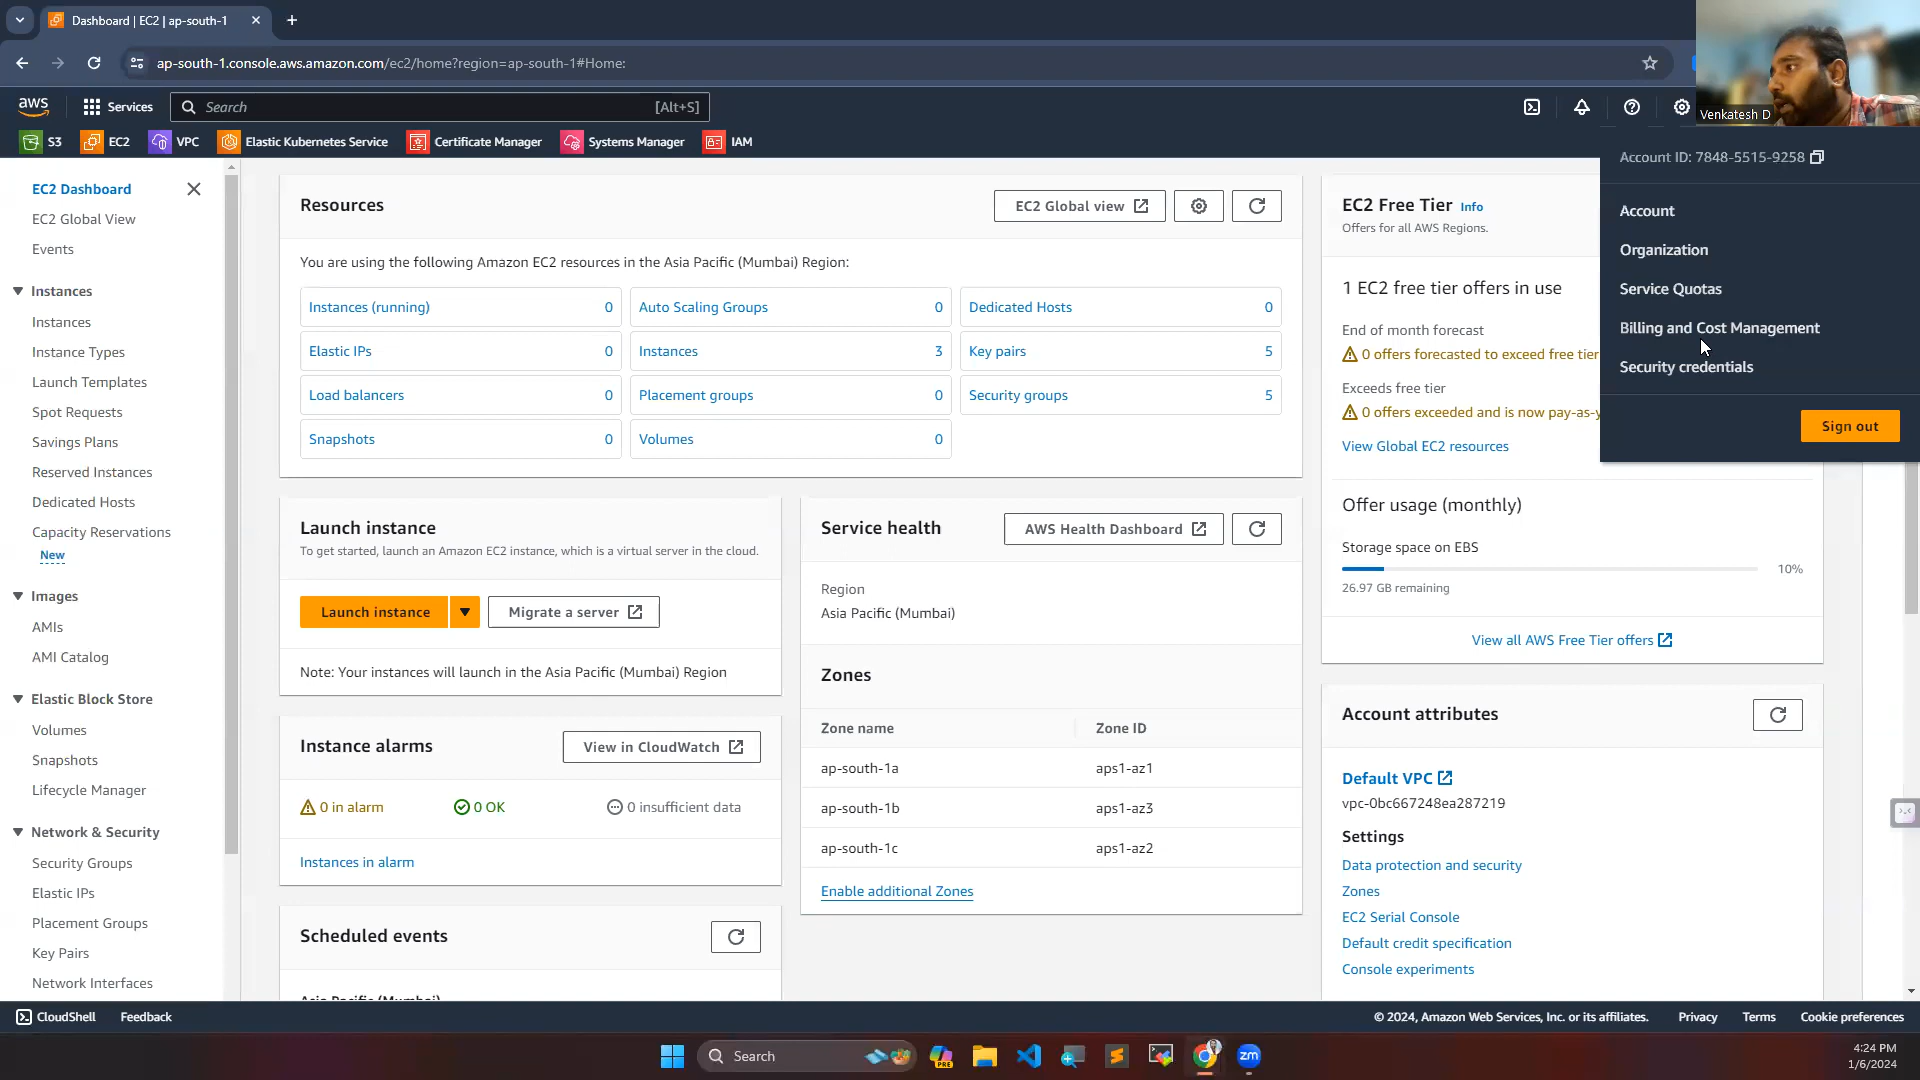 Dashboard | EC2 | ap-south-1
ap-south-1.console.aws.amazon.com/ec2/home?region=ap-south-1#Home:
aws
Services
Search
[Alt+S]
Venkatesh D
S3
EC2
VPC
Elastic Kubernetes Service
Certificate Manager
Systems Manager
IAM
Account ID: 7848-5515-9258
Account
Organization
Service Quotas
Billing and Cost Management
Security credentials
Sign out
EC2 Dashboard
EC2 Global View
Events
Instances
Instances
Instance Types
Launch Templates
Spot Requests
Savings Plans
Reserved Instances
Dedicated Hosts
Capacity Reservations
New
Images
AMIs
AMI Catalog
Elastic Block Store
Volumes
Snapshots
Lifecycle Manager
Network & Security
Security Groups
Elastic IPs
Placement Groups
Key Pairs
Network Interfaces
Resources
EC2 Global view
You are using the following Amazon EC2 resources in the Asia Pacific (Mumbai) Region:
Instances (running) 0
Auto Scaling Groups 0
Dedicated Hosts 0
Elastic IPs 0
Instances 3
Key pairs 5
Load balancers 0
Placement groups 0
Security groups 5
Snapshots 0
Volumes 0
Launch instance
To get started, launch an Amazon EC2 instance, which is a virtual server in the cloud.
Launch instance
Migrate a server
Note: Your instances will launch in the Asia Pacific (Mumbai) Region
Instance alarms
View in CloudWatch
0 in alarm
0 OK
0 insufficient data
Instances in alarm
Scheduled events
Asia Pacific (Mumbai)
Service health
AWS Health Dashboard
Region
Asia Pacific (Mumbai)
Zones
Zone name Zone ID
ap-south-1a aps1-az1
ap-south-1b aps1-az3
ap-south-1c aps1-az2
Enable additional Zones
EC2 Free Tier Info
Offers for all AWS Regions.
1 EC2 free tier offers in use
End of month forecast
0 offers forecasted to exceed free tier
Exceeds free tier
0 offers exceeded and is now pay-as-y
View Global EC2 resources
Offer usage (monthly)
Storage space on EBS
10%
26.97 GB remaining
View all AWS Free Tier offers
Account attributes
Default VPC
vpc-0bc667248ea287219
Settings
Data protection and security
Zones
EC2 Serial Console
Default credit specification
Console experiments
CloudShell
Feedback
© 2024, Amazon Web Services, Inc. or its affiliates.
Privacy
Terms
Cookie preferences
Search
PRE
zm
4:24 PM
1/6/2024